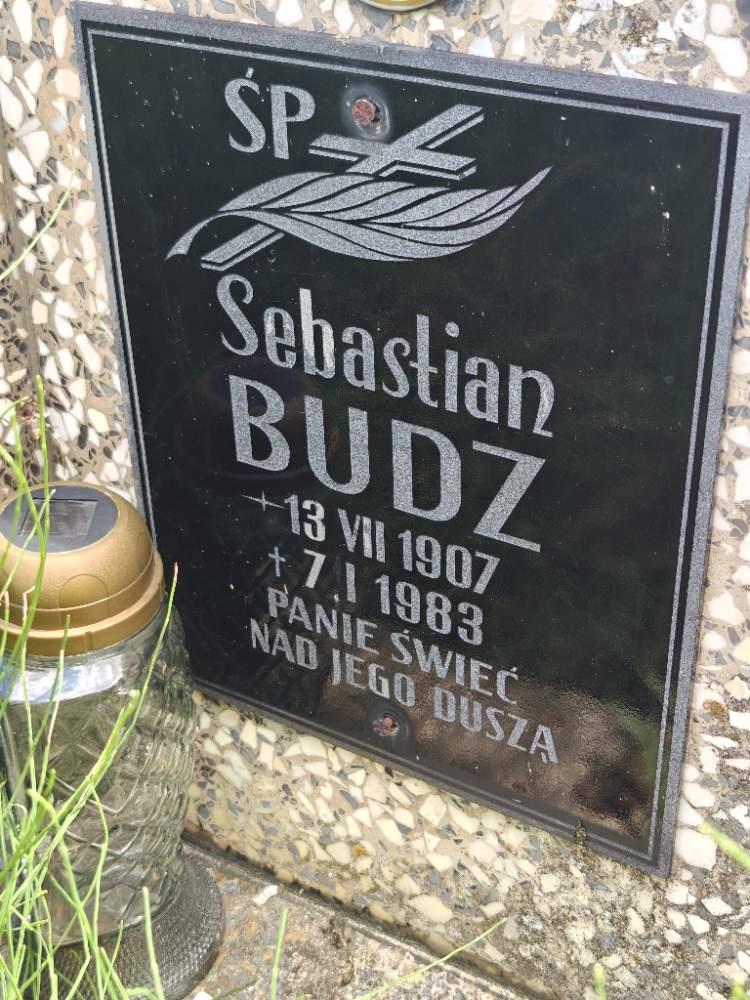 ŚP
Sebastian
BUDZ
+13 VII 1907
† 7 I 1983
PANIE ŚWIEĆ
NAD JEGO DUSZĄ